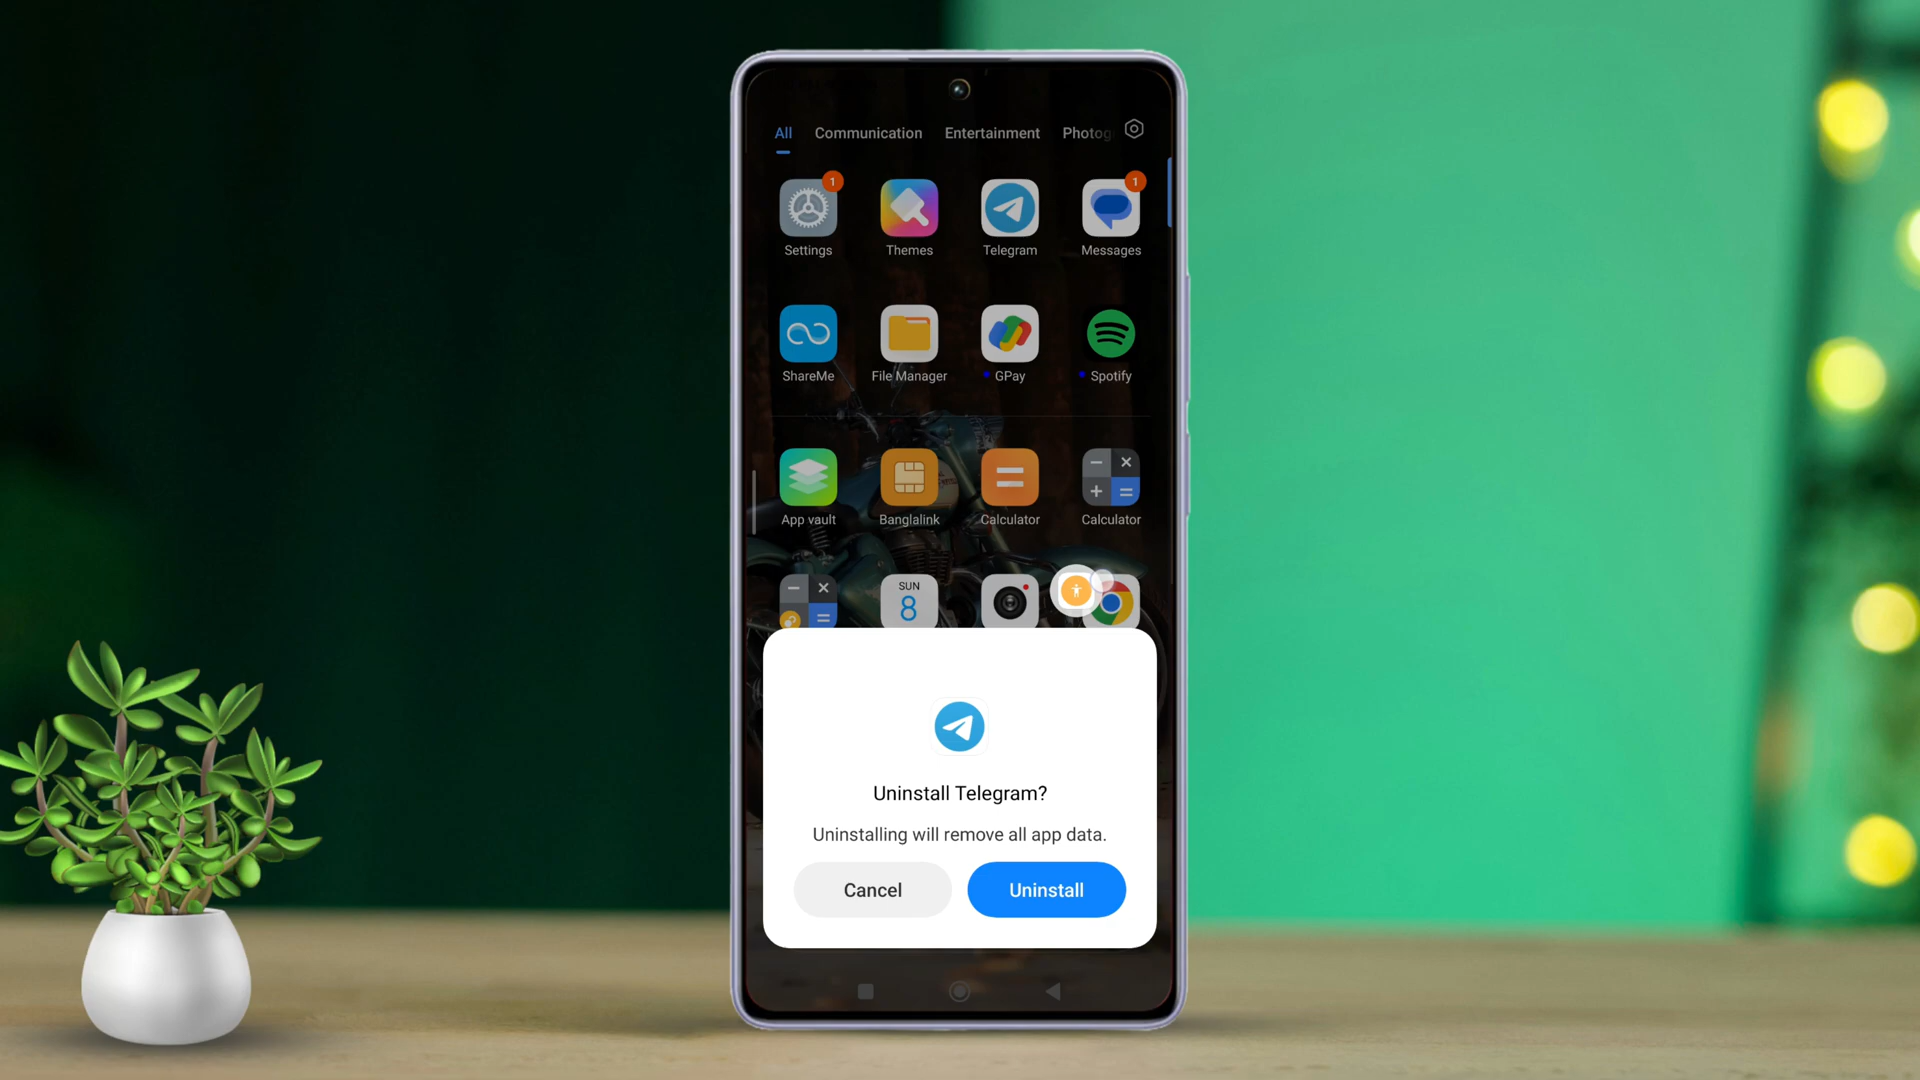 All Communication Entertainment Photog
1 1
Settings Themes Telegram Messages
ShareMe File Manager GPay Spotify
App vault Banglalink Calculator Calculator
SUN
8
Uninstall Telegram?
Uninstalling will remove all app data.
Cancel Uninstall